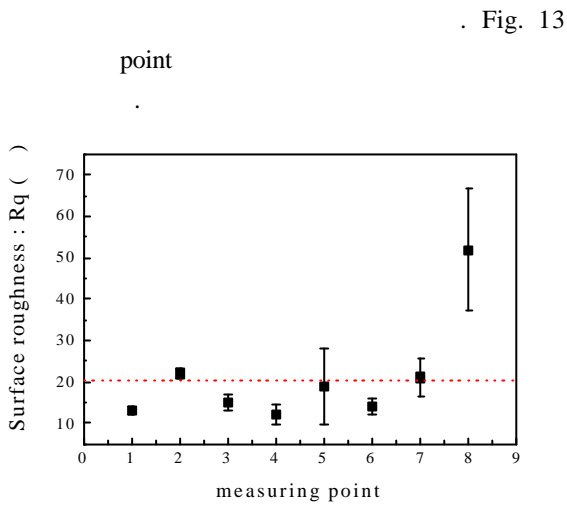 . Fig. 13
point
.
Surface roughness : Rq ( )
70
60
50
40
30
20
10
0 1 2 3 4 5 6 7 8 9
measuring point